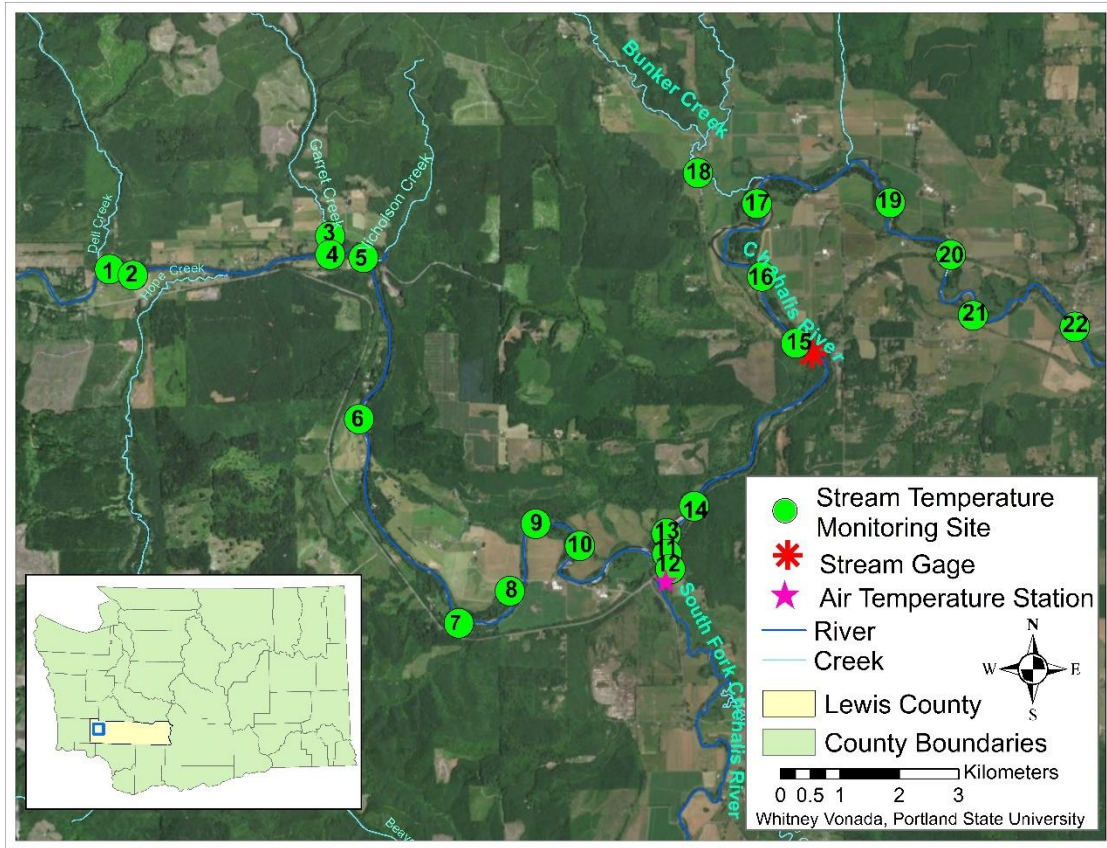 Bunker Creek
Garret Creek
Nicholson Creek
Dell Creek
Hope Creek
Chehalis River
South Fork Chehalis River
Beave
1
2
3
4
5
6
7
8
9
10
11
12
13
14
15
16
17
18
19
20
21
22
Stream Temperature
Monitoring Site
Stream Gage
Air Temperature Station
River
Creek
N
W
E
S
Lewis County
County Boundaries
Kilometers
0 0.5 1 2 3
Whitney Vonada, Portland State University